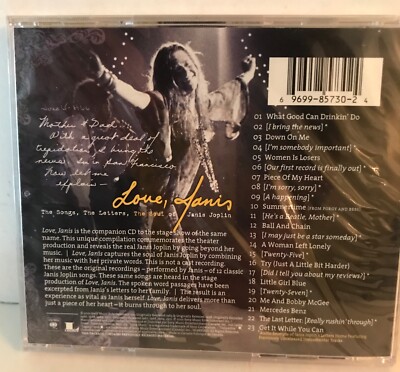 6 9699-85730-2 4
Mother & Dad...
With a great deal of
trepidation I bring the
news. I'm in San Francisco.
Now let me
explain—
Love, Janis
The Songs, The Letters, The Soul of Janis Joplin
Love, Janis is the companion CD to the stage show of the same name.
This unique compilation commemorates the theater
production and reveals the real Janis Joplin by going beyond her
music. | Love, Janis captures the soul of Janis Joplin by combining
her music with her private words. This is not a cast recording.
These are the original recordings – performed by Janis – of 12 classic
Janis Joplin songs. These same songs are heard in the stage
production of Love, Janis. The spoken word passages have been
excerpted from Janis's letters to her family. | The result is an
experience as vital as Janis herself. Love, Janis delivers more than
just a piece of her heart – it burns through to her soul.
01 What Good Can Drinkin' Do
02 [I bring the news]*
03 Down On Me
04 [I'm somebody important]*
05 Women Is Losers
06 [Our first record is finally out]*
07 Piece Of My Heart
08 [I'm sorry, sorry]*
09 [A happening]*
10 Summertime (FROM PORGY AND BESS)
11 [He's a Beatle, Mother]*
12 Ball And Chain
13 [I may just be a star someday]*
14 A Woman Left Lonely
15 [Twenty-Five]*
16 Try (Just A Little Bit Harder)
17 [Did I tell you about my reviews?]*
18 Little Girl Blue
19 [Twenty-Seven]*
20 Me And Bobby McGee
21 Mercedes Benz
22 The Last Letter [Really rushin' through]*
23 Get It While You Can